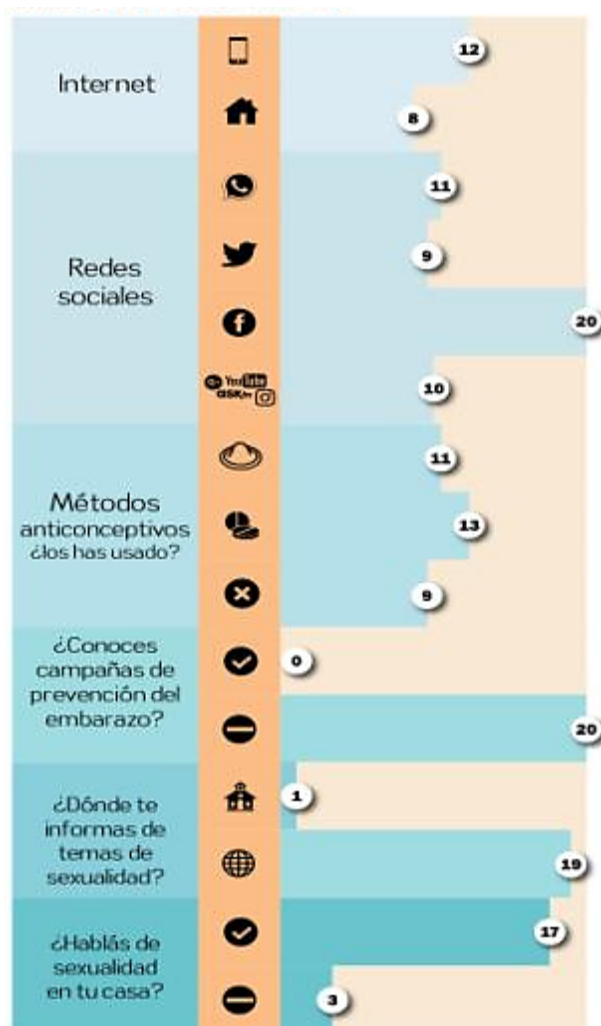 Internet
12
8
Redes
sociales
11
9
20
G+ YouTube
ASKfm
10
Métodos
anticonceptivos
¿los has usado?
11
13
9
¿Conoces
campañas de
prevención del
embarazo?
0
20
¿Dónde te
informas de
temas de
sexualidad?
1
19
¿Hablás de
sexualidad
en tu casa?
17
3